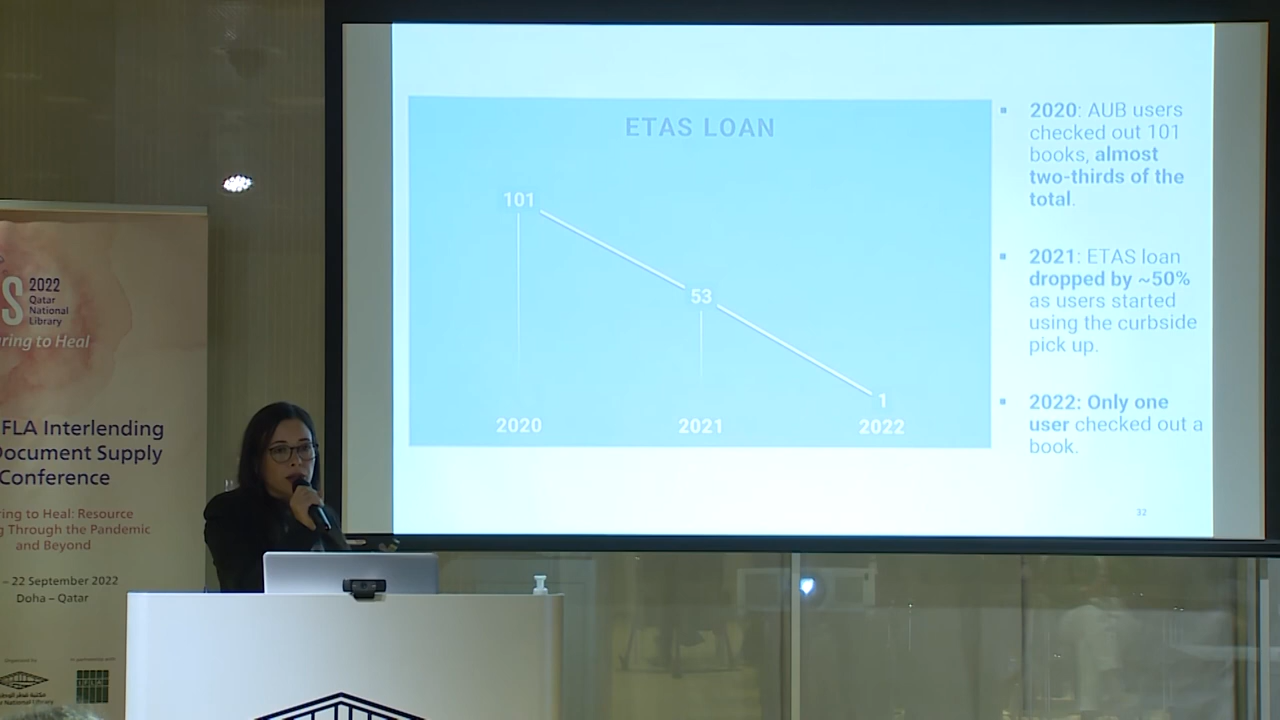 ETAS LOAN
101
53
1
2020
2021
2022
▪ 2020: AUB users
checked out 101
books, almost
two-thirds of the
total.
▪ 2021: ETAS loan
dropped by ~50%
as users started
using the curbside
pick up.
▪ 2022: Only one
user checked out a
book.
32
S 2022
Qatar
National
Library
ring to Heal
FLA Interlending
Document Supply
Conference
ring to Heal: Resource
g Through the Pandemic
and Beyond
– 22 September 2022
Doha – Qatar